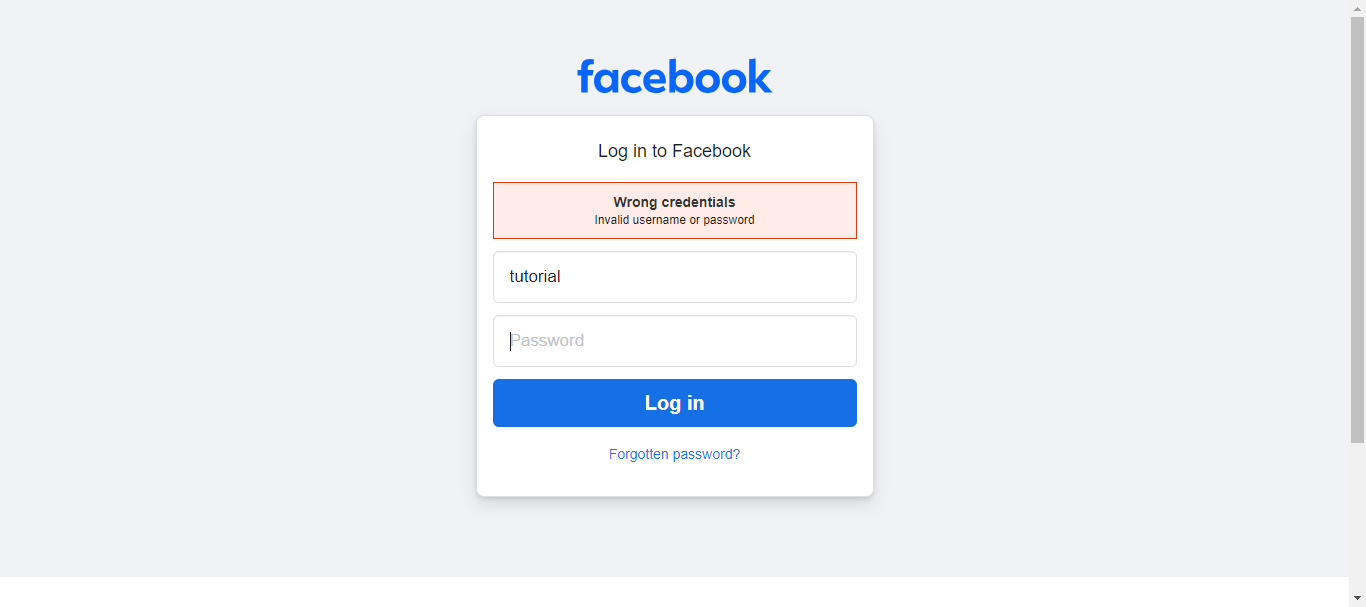 facebook
Log in to Facebook
Wrong credentials
Invalid username or password
tutorial
Password
Log in
Forgotten password?